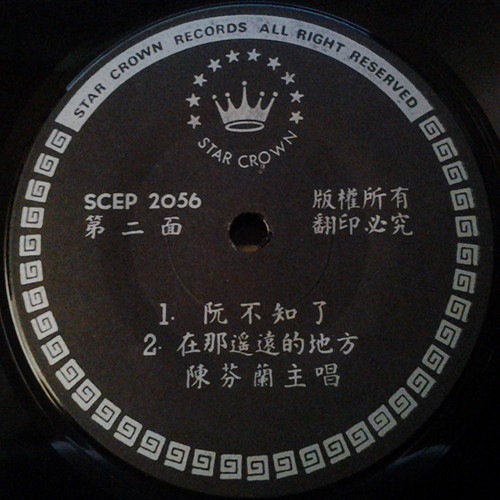 STAR CROWN RECORDS ALL RIGHT RESERVED
STAR CROWN
SCEP 2056
第二面
版權所有
翻印必究
1. 阮不知了
2. 在那遙遠的地方
陳芬蘭主唱